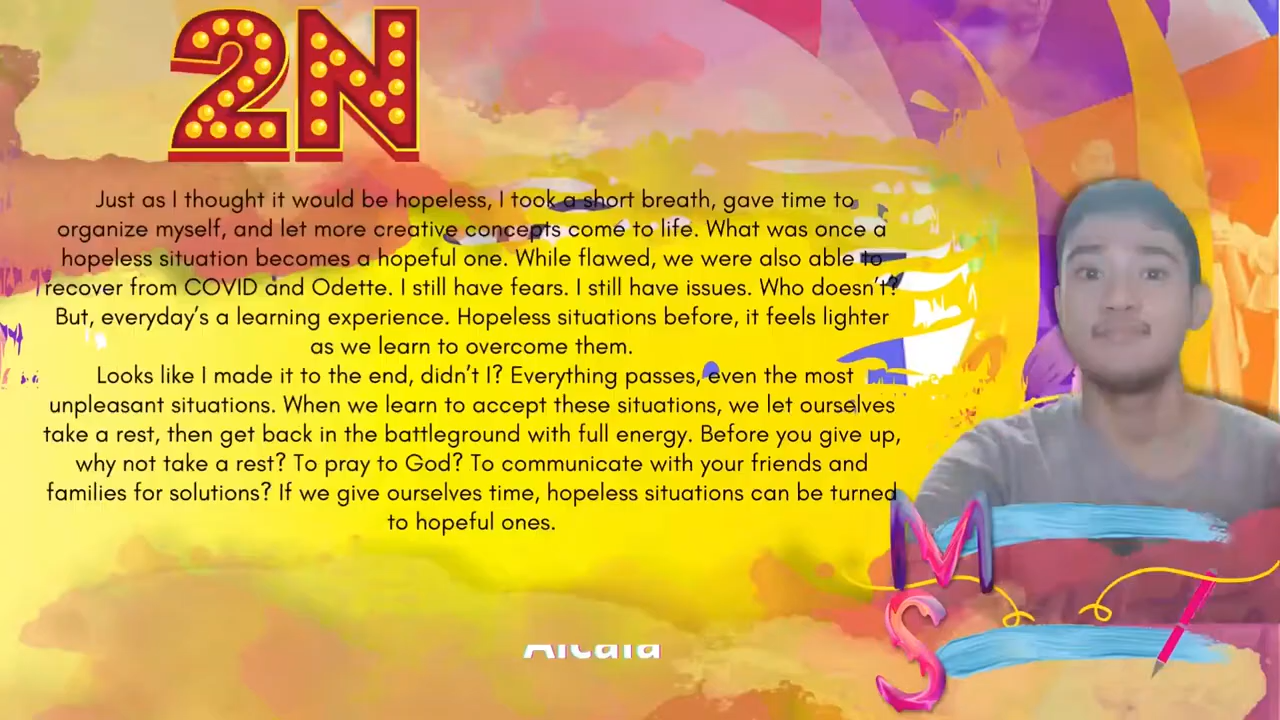 2N
Just as I thought it would be hopeless, I took a short breath, gave time to
organize myself, and let more creative concepts come to life. What was once a
hopeless situation becomes a hopeful one. While flawed, we were also able to
recover from COVID and Odette. I still have fears. I still have issues. Who doesn't?
But, everyday's a learning experience. Hopeless situations before, it feels lighter
as we learn to overcome them.
Looks like I made it to the end, didn't I? Everything passes, even the most
unpleasant situations. When we learn to accept these situations, we let ourselves
take a rest, then get back in the battleground with full energy. Before you give up,
why not take a rest? To pray to God? To communicate with your friends and
families for solutions? If we give ourselves time, hopeless situations can be turned
to hopeful ones.
M
S